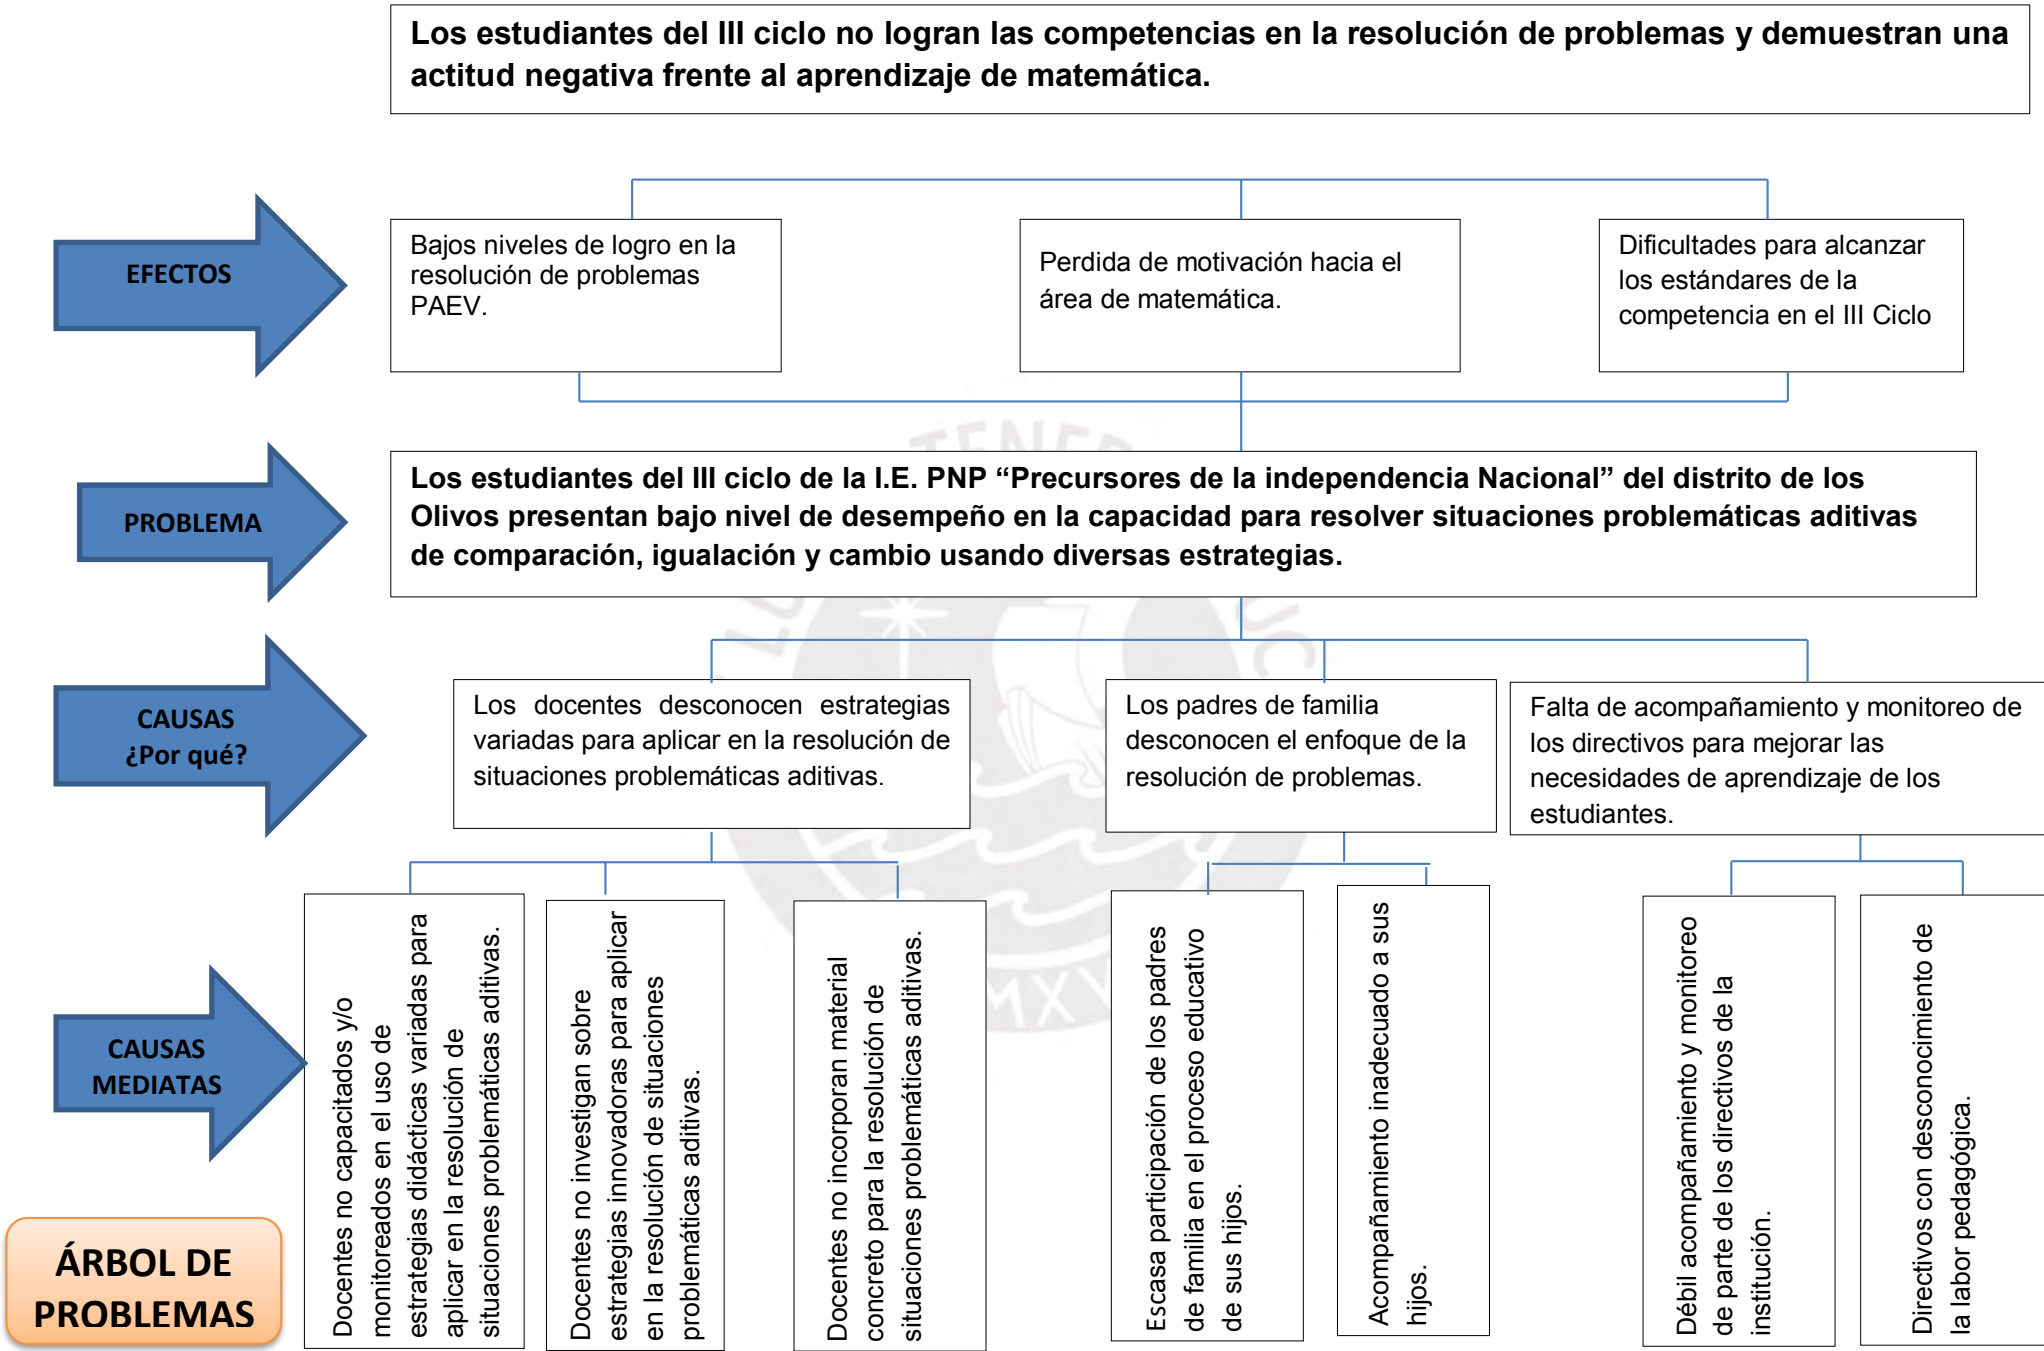 Los estudiantes del III ciclo no logran las competencias en la resolución de problemas y demuestran una
actitud negativa frente al aprendizaje de matemática.
EFECTOS
Bajos niveles de logro en la
resolución de problemas
PAEV.
Perdida de motivación hacia el
área de matemática.
Dificultades para alcanzar
los estándares de la
competencia en el III Ciclo
PROBLEMA
Los estudiantes del III ciclo de la I.E. PNP “Precursores de la independencia Nacional” del distrito de los
Olivos presentan bajo nivel de desempeño en la capacidad para resolver situaciones problemáticas aditivas
de comparación, igualación y cambio usando diversas estrategias.
CAUSAS
¿Por qué?
Los docentes desconocen estrategias
variadas para aplicar en la resolución de
situaciones problemáticas aditivas.
Los padres de familia
desconocen el enfoque de la
resolución de problemas.
Falta de acompañamiento y monitoreo de
los directivos para mejorar las
necesidades de aprendizaje de los
estudiantes.
CAUSAS
MEDIATAS
Docentes no capacitados y/o
monitoreados en el uso de
estrategias didácticas variadas para
aplicar en la resolución de
situaciones problemáticas aditivas.
Docentes no investigan sobre
estrategias innovadoras para aplicar
en la resolución de situaciones
problemáticas aditivas.
Docentes no incorporan material
concreto para la resolución de
situaciones problemáticas aditivas.
Escasa participación de los padres
de familia en el proceso educativo
de sus hijos.
Acompañamiento inadecuado a sus
hijos.
Débil acompañamiento y monitoreo
de parte de los directivos de la
institución.
Directivos con desconocimiento de
la labor pedagógica.
ÁRBOL DE
PROBLEMAS